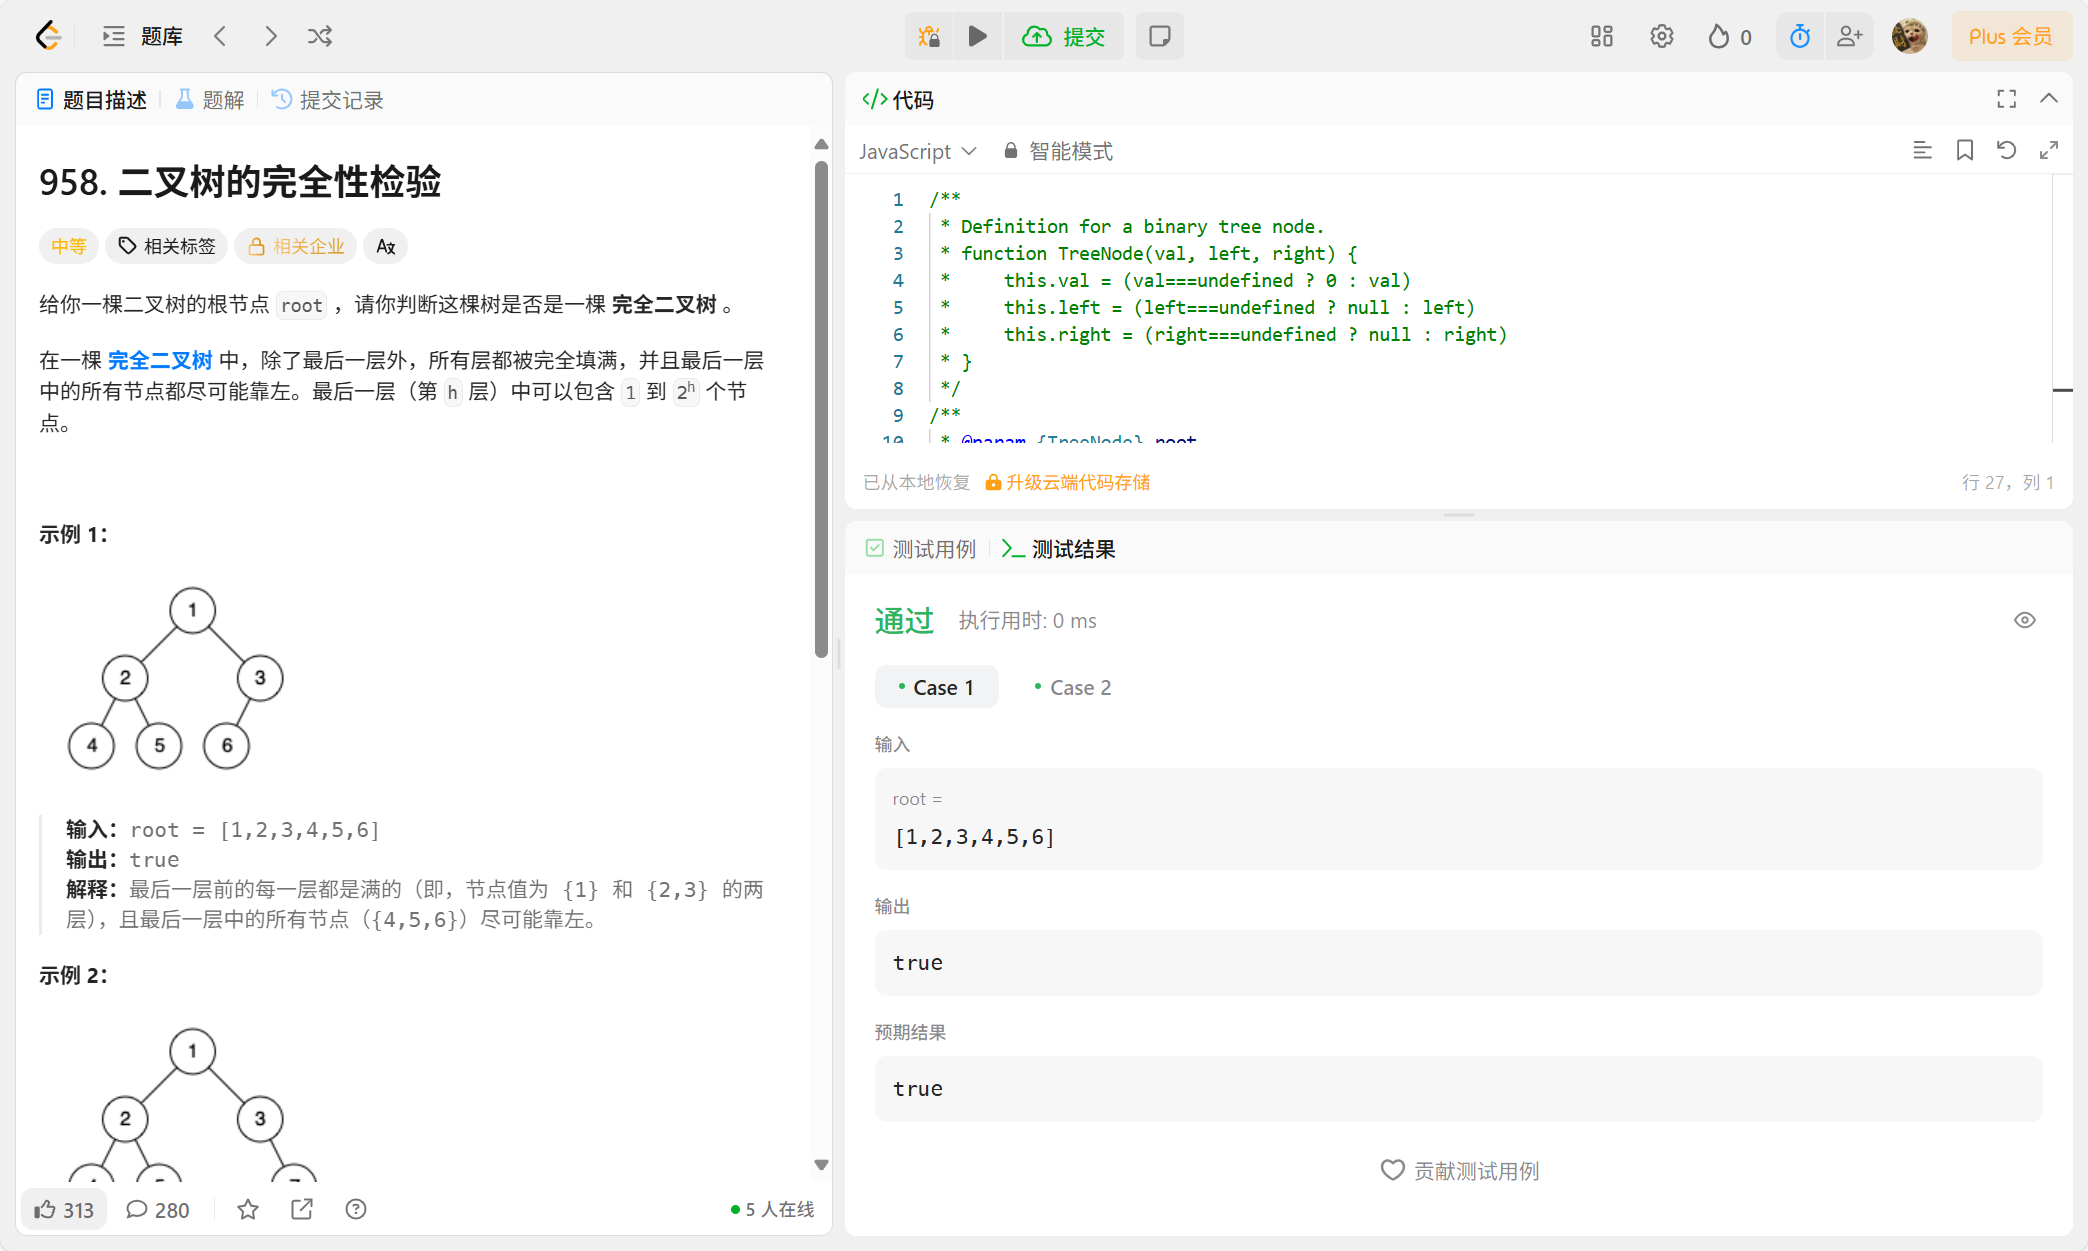 题库
提交
0
Plus 会员
题目描述
题解
提交记录
958. 二叉树的完全性检验
中等
相关标签
相关企业
给你一棵二叉树的根节点 root ，请你判断这棵树是否是一棵 完全二叉树 。
在一棵 完全二叉树 中，除了最后一层外，所有层都被完全填满，并且最后一层
中的所有节点都尽可能靠左。最后一层（第 h 层）中可以包含 1 到 2h 个节
点。
示例 1：
1
2 3
4 5 6
输入：root = [1,2,3,4,5,6]
输出：true
解释：最后一层前的每一层都是满的（即，节点值为 {1} 和 {2,3} 的两
层），且最后一层中的所有节点（{4,5,6}）尽可能靠左。
示例 2：
1
2 3
313
280
5 人在线
</> 代码
JavaScript
智能模式
1 /**
2 * Definition for a binary tree node.
3 * function TreeNode(val, left, right) {
4 *     this.val = (val===undefined ? 0 : val)
5 *     this.left = (left===undefined ? null : left)
6 *     this.right = (right===undefined ? null : right)
7 * }
8 */
9 /**
10 * @param {TreeNode} root
已从本地恢复
升级云端代码存储
行 27，列 1
测试用例
测试结果
通过
执行用时: 0 ms
Case 1
Case 2
输入
root =
[1,2,3,4,5,6]
输出
true
预期结果
true
贡献测试用例